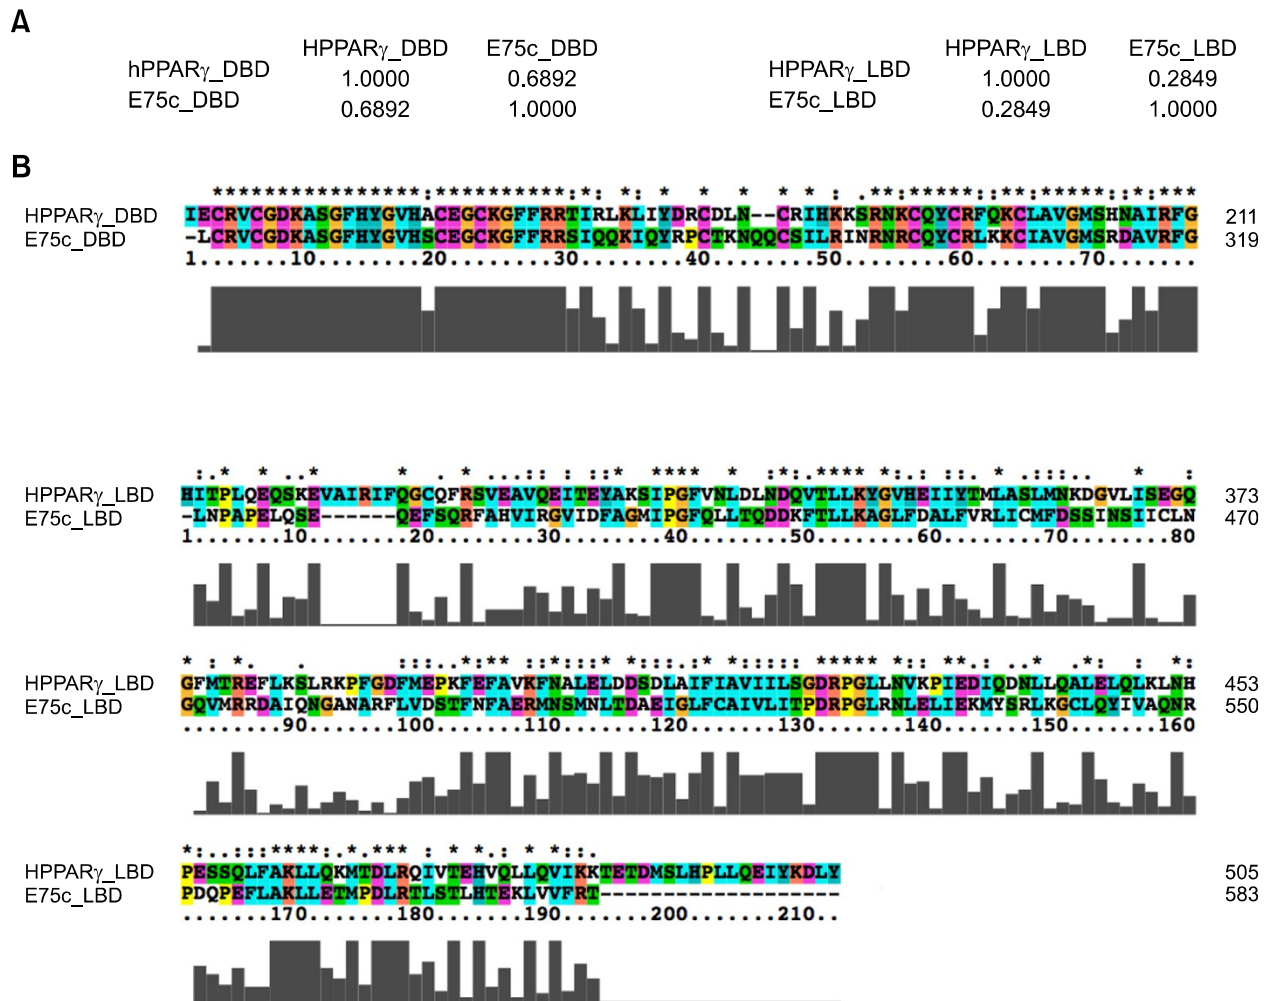 A
HPPARγ_DBD E75c_DBD
hPPARγ_DBD 1.0000 0.6892
E75c_DBD 0.6892 1.0000
HPPARγ_LBD E75c_LBD
HPPARγ_LBD 1.0000 0.2849
E75c_LBD 0.2849 1.0000
B
HPPARγ_DBD IECRVCGDKASGFHYGVHACEGCKGFFRRTIRLKLIYDRCDLN--CRIHKKSRNKCQYCRFQKCLAVGMSHNAIRFG 211
E75c_DBD -LCRVCGDKASGFHYGVHSCEGCKGFFRRSIQQKIQYRPCTKNQQCSILRINRNRCQYCRLKKCIAVGMSRDAVRFG 319
1.......10........20........30........40........50........60........70.......
HPPARγ_LBD HITPLQEQSKEVAIRIFQGCQFRSVEAVQEITEYAKSIPGFVNLDLNDQVTLLKYGVHEIIYTMLASLMNKDGVLISEGQ 373
E75c_LBD -LNPAPELQSE------QEFSQRFAHVIRGVIDFAGMIPGFQLLTQDDKFTLLKAGLFDALFVRLICMFDSSINSIICLN 470
1.......10........20........30........40........50........60........70........80
HPPARγ_LBD GFMTREFLKSLRKPFGDFMEPKFEFAVKFNALELDDSDLAIFIAVIILSGDRPGLLNVKPIEDIQDNLLQALELQLKLNH 453
E75c_LBD GQVMRRDAIQNGANARFLVDSTFNFAERMNSMNLTDAEIGLFCAIVLITPDRPGLRNLELIEKMYSRLKGCLQYIVAQNR 550
........90.......100.......110.......120.......130.......140.......150.......160
HPPARγ_LBD PESSQLFAKLLQKMTDLRQIVTEHVQLLQVIKKTETDMSLHPLLQEIYKDLY 505
E75c_LBD PDQPEFLAKLLETMPDLRTLSTLHTEKLVVFRT------------------- 583
.......170.......180.......190.......200.......210..